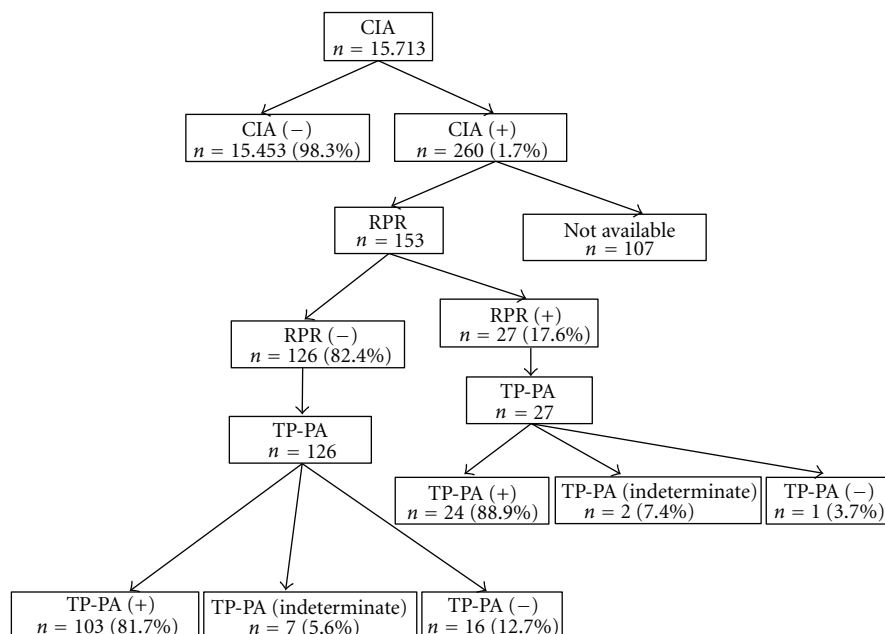 CIA
n = 15.713
CIA (−)
n = 15.453 (98.3%)
CIA (+)
n = 260 (1.7%)
RPR
n = 153
Not available
n = 107
RPR (−)
n = 126 (82.4%)
RPR (+)
n = 27 (17.6%)
TP-PA
n = 27
TP-PA
n = 126
TP-PA (+)
n = 24 (88.9%)
TP-PA (indeterminate)
n = 2 (7.4%)
TP-PA (−)
n = 1 (3.7%)
TP-PA (+)
n = 103 (81.7%)
TP-PA (indeterminate)
n = 7 (5.6%)
TP-PA (−)
n = 16 (12.7%)